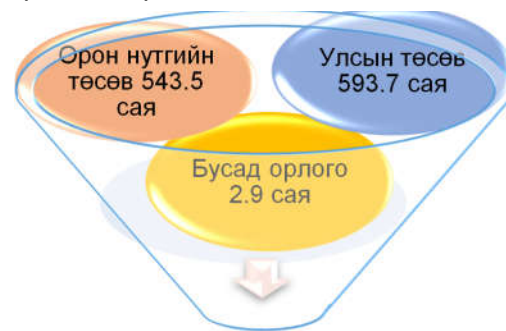 Орон нутгийн
төсөв 543.5
сая
Улсын төсөв
593.7 сая
Бусад орлого
2.9 сая